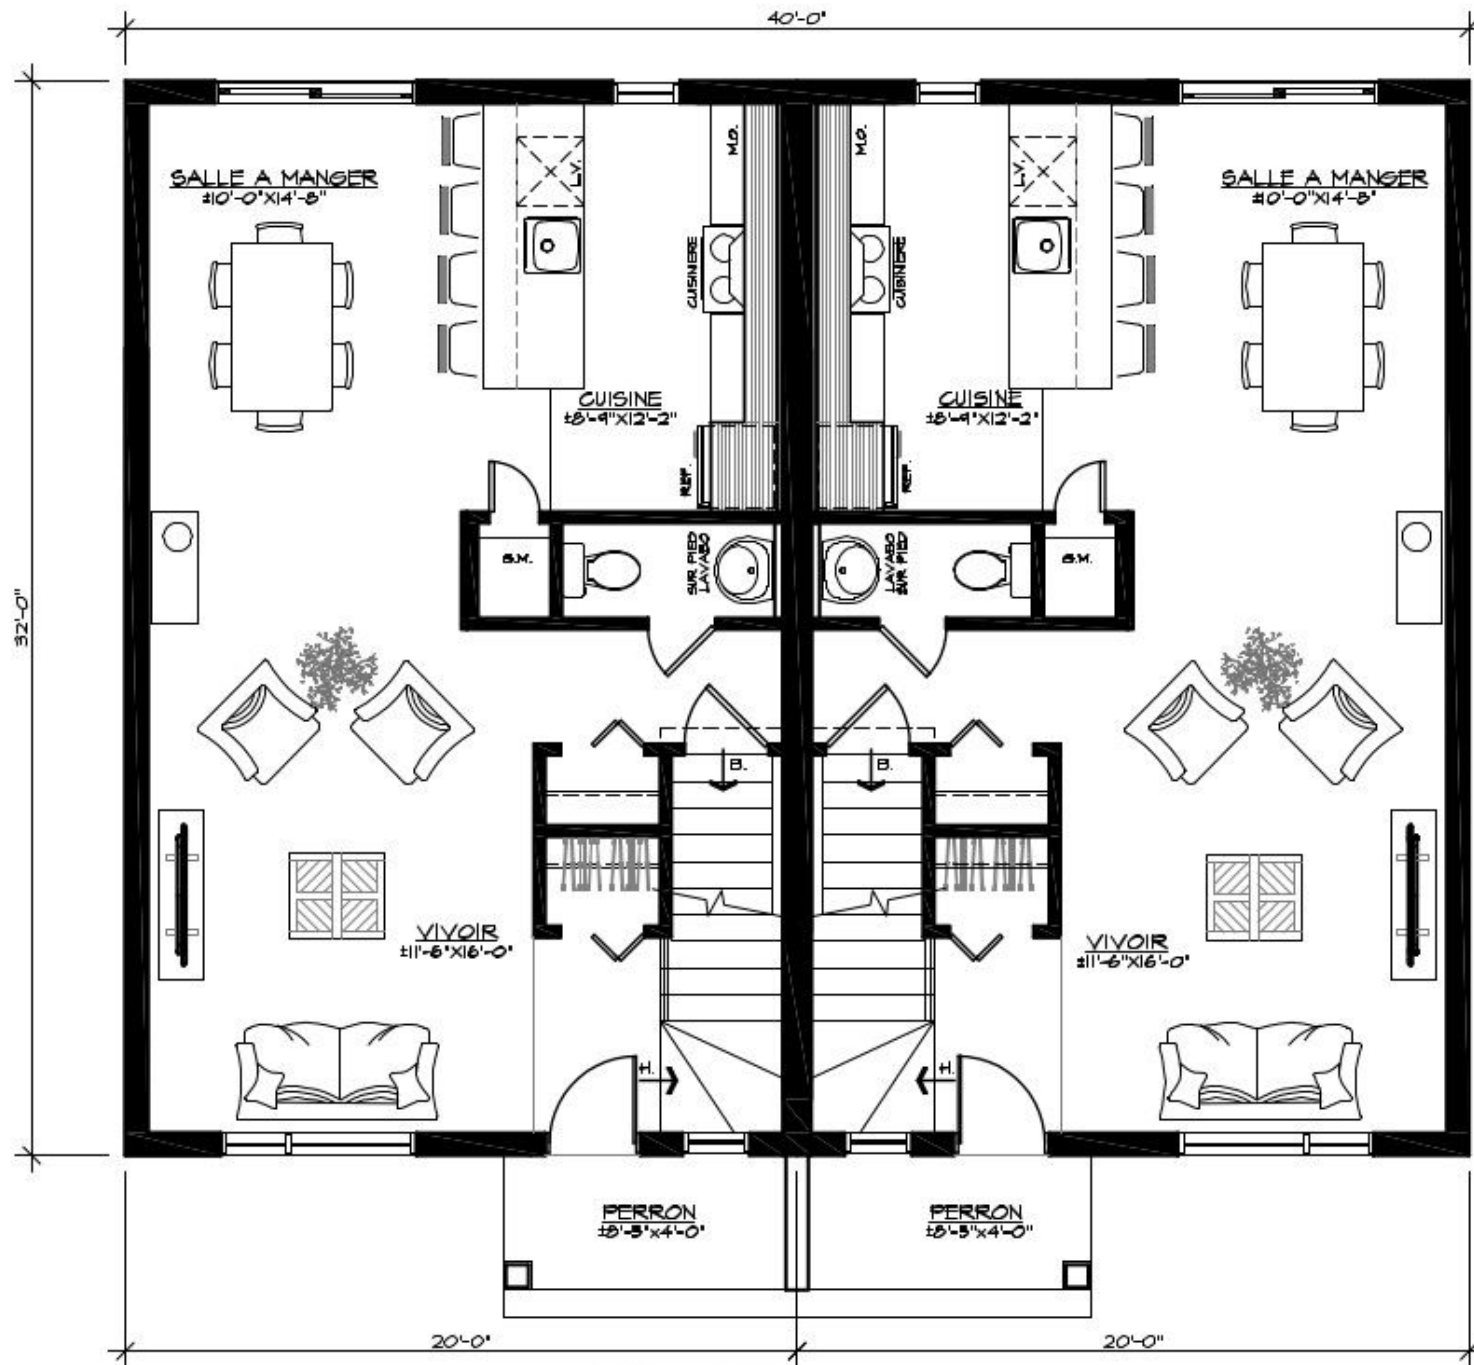 40'-0"
SALLE A MANGER
±10'-0"X14'-8"
L.V.
M.O.
M.O.
L.V.
SALLE A MANGER
±10'-0"X14'-8"
CUISINIERE
CUISINIERE
CUISINE
±8'-9"X12'-2"
CUISINE
±8'-9"X12'-2"
REF.
REF.
G.M.
LAVABO
SUR PIED
LAVABO
SUR PIED
G.M.
32'-0"
B.
B.
VIVOIR
±11'-6"X16'-0"
VIVOIR
±11'-6"X16'-0"
H.
H.
PERRON
±8'-5"x4'-0"
PERRON
±8'-5"x4'-0"
20'-0"
20'-0"